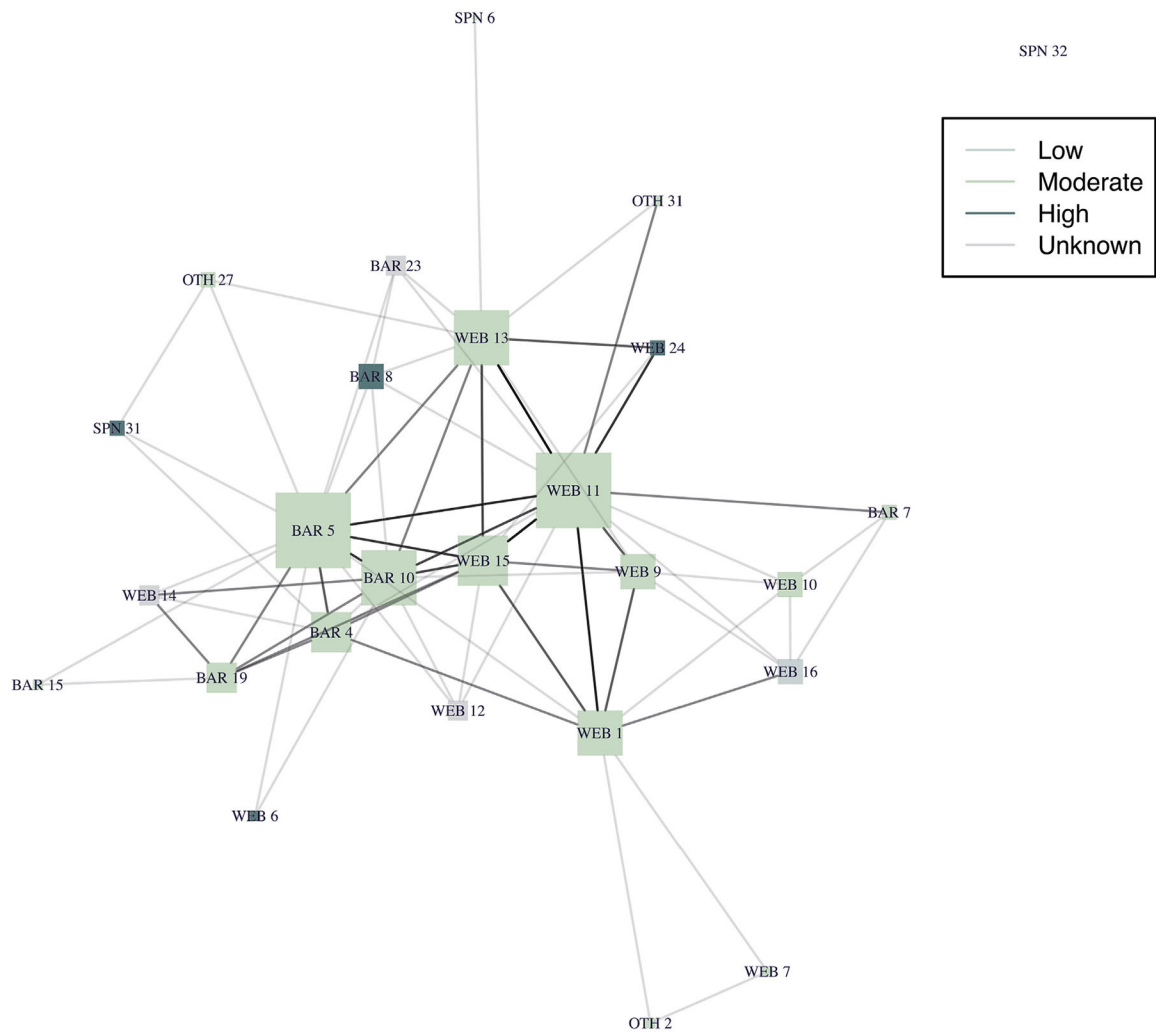 SPN 6
SPN 32
Low
Moderate
High
Unknown
OTH 31
BAR 23
OTH 27
WEB 13
WEB 24
BAR 8
SPN 31
WEB 11
BAR 7
BAR 5
WEB 15
WEB 9
BAR 10
WEB 10
WEB 14
BAR 4
WEB 16
BAR 19
BAR 15
WEB 12
WEB 1
WEB 6
WEB 7
OTH 2